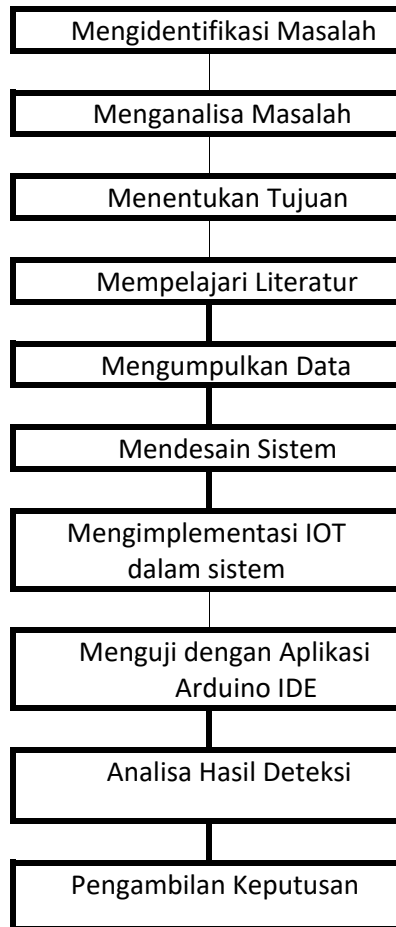 Mengidentifikasi Masalah
Menganalisa Masalah
Menentukan Tujuan
Mempelajari Literatur
Mengumpulkan Data
Mendesain Sistem
Mengimplementasi IOT
dalam sistem
Menguji dengan Aplikasi
Arduino IDE
Analisa Hasil Deteksi
Pengambilan Keputusan